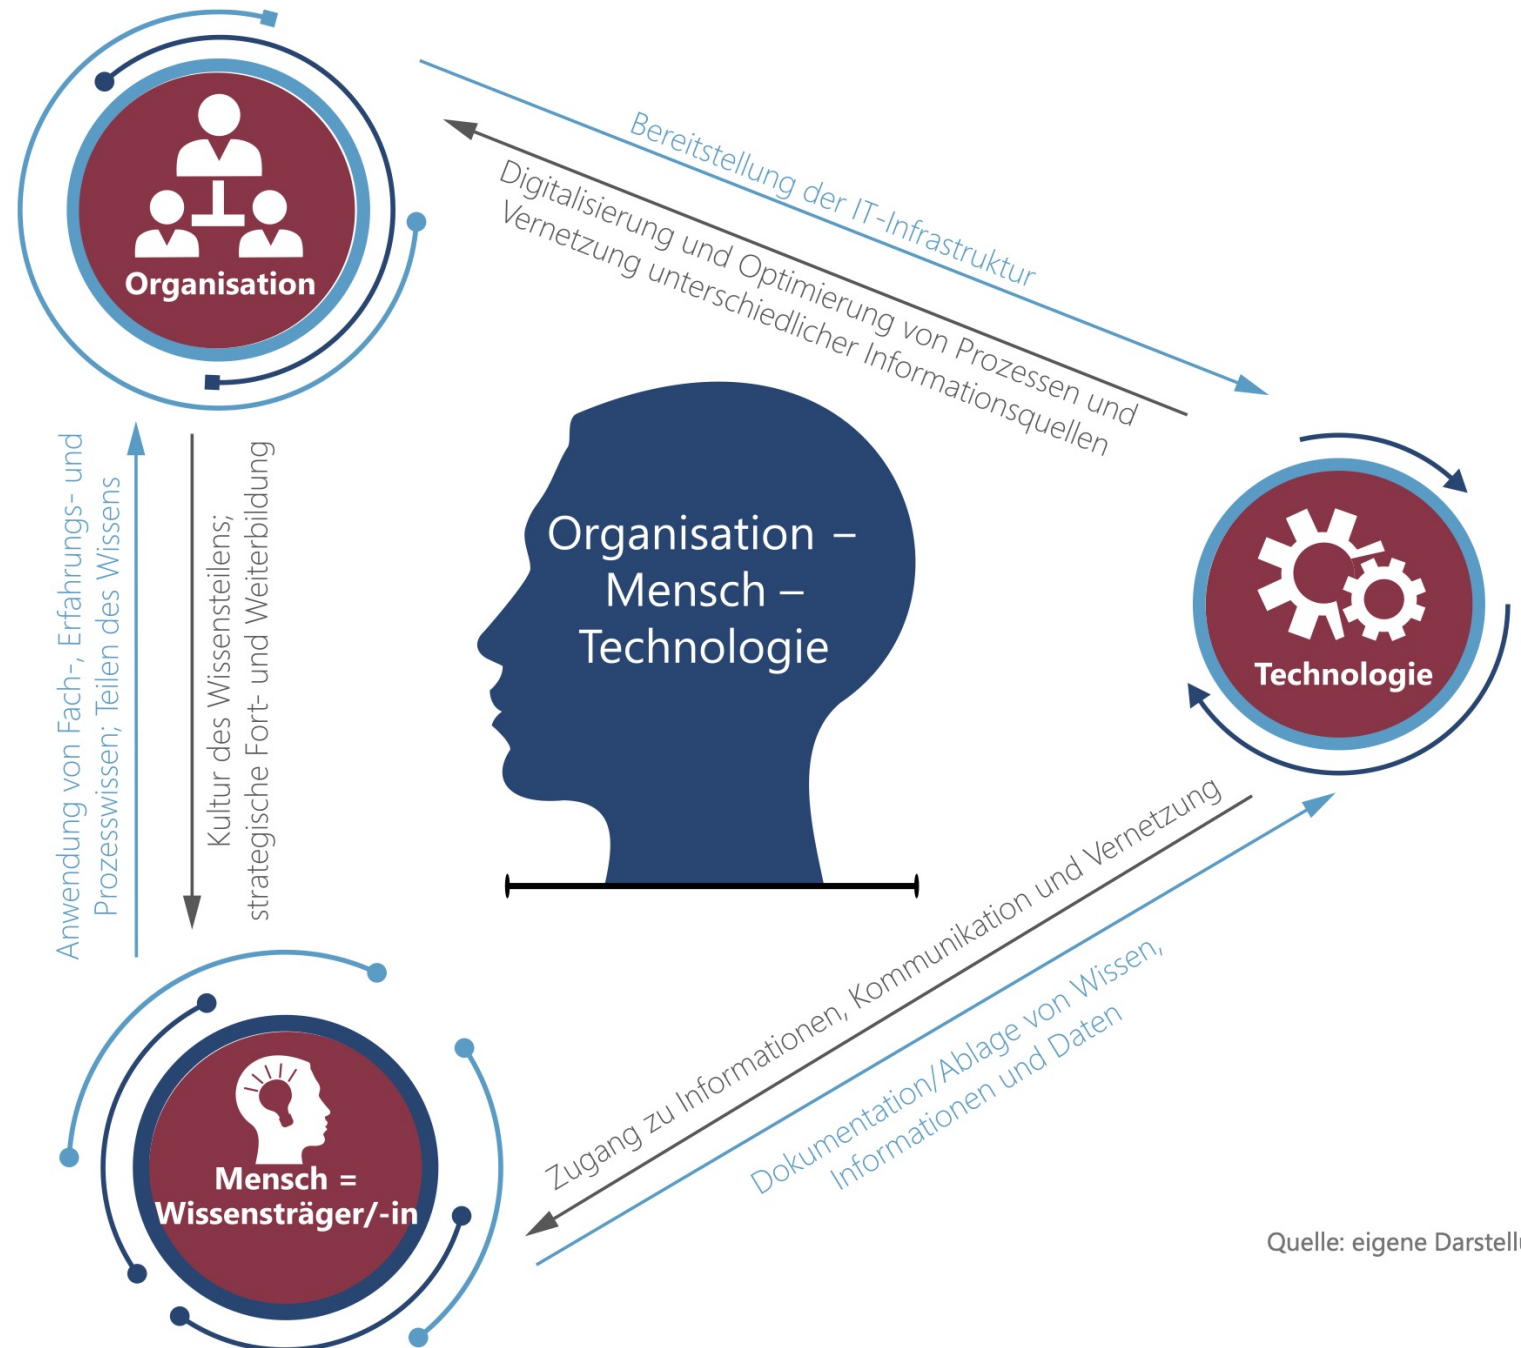 Organisation
Bereitstellung der IT-Infrastruktur
Digitalisierung und Optimierung von Prozessen und
Vernetzung unterschiedlicher Informationsquellen
Organisation –
Mensch –
Technologie
Technologie
Anwendung von Fach-, Erfahrungs- und
Prozesswissen; Teilen des Wissens
Kultur des Wissensteilens;
strategische Fort- und Weiterbildung
Zugang zu Informationen, Kommunikation und Vernetzung
Dokumentation/Ablage von Wissen,
Informationen und Daten
Mensch =
Wissensträger/-in
Quelle: eigene